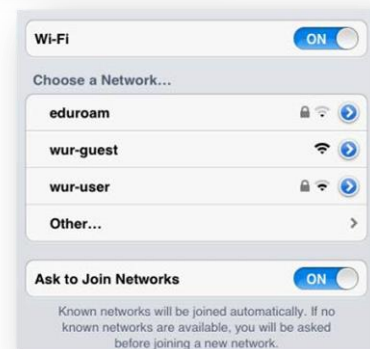 Wi-Fi ON
Choose a Network...
eduroam
wur-guest
wur-user
Other...
Ask to Join Networks ON
Known networks will be joined automatically. If no
known networks are available, you will be asked
before joining a new network.